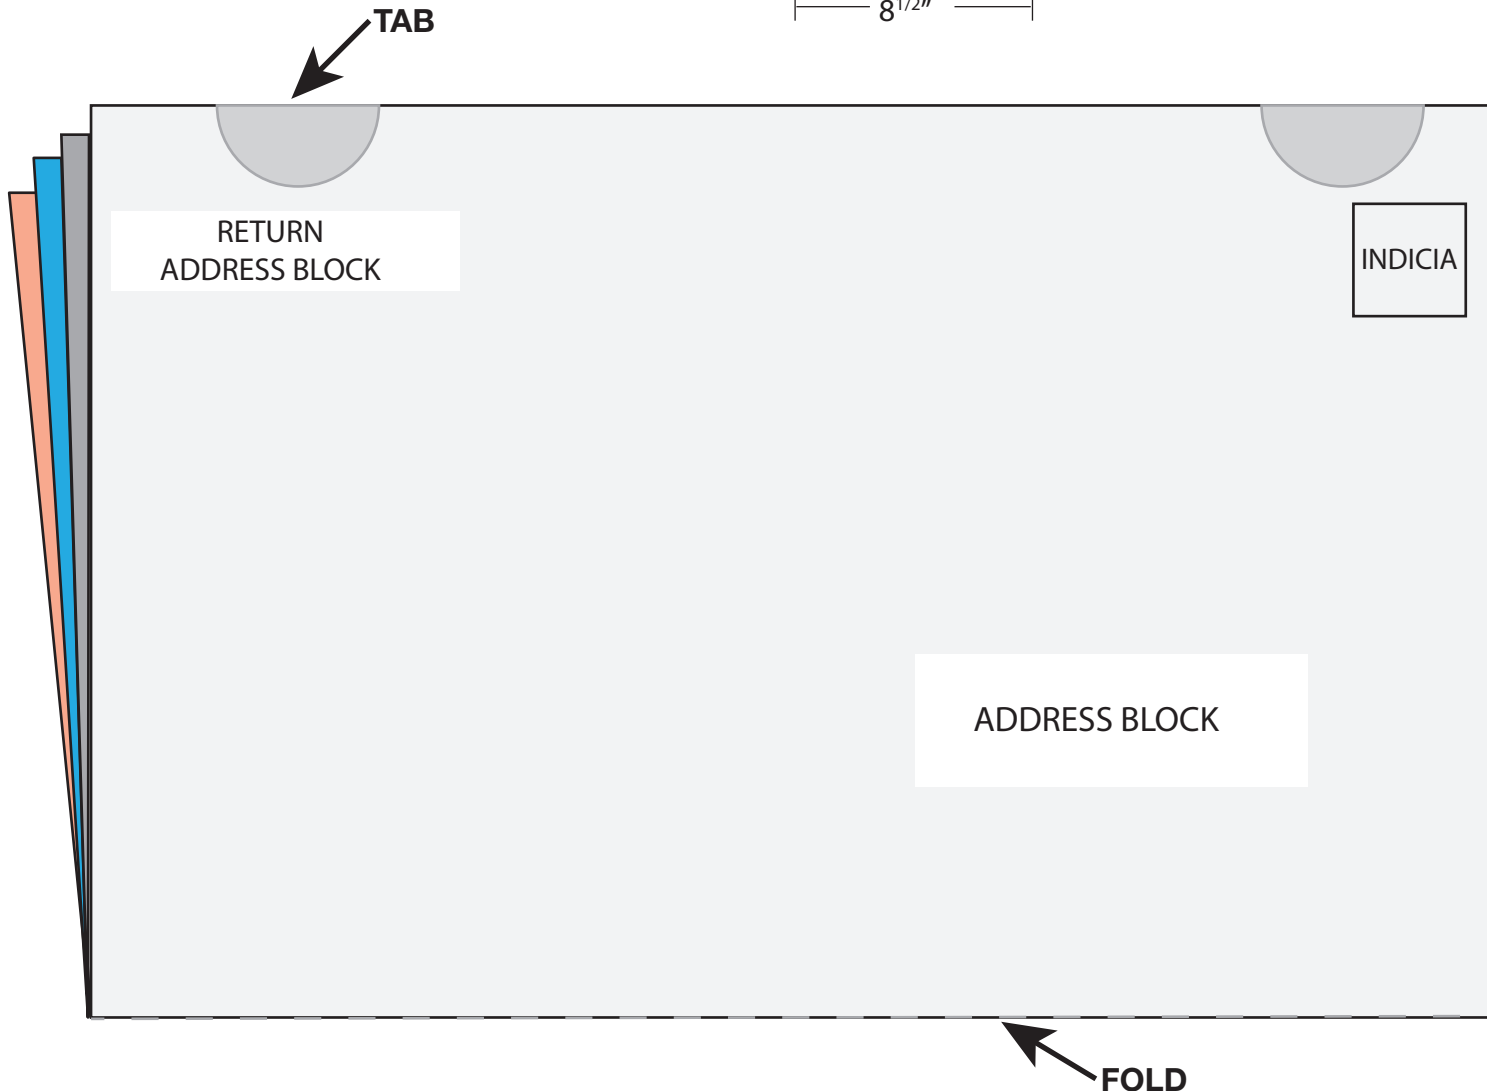 8 1/2"
TAB
RETURN
ADDRESS BLOCK
INDICIA
ADDRESS BLOCK
FOLD